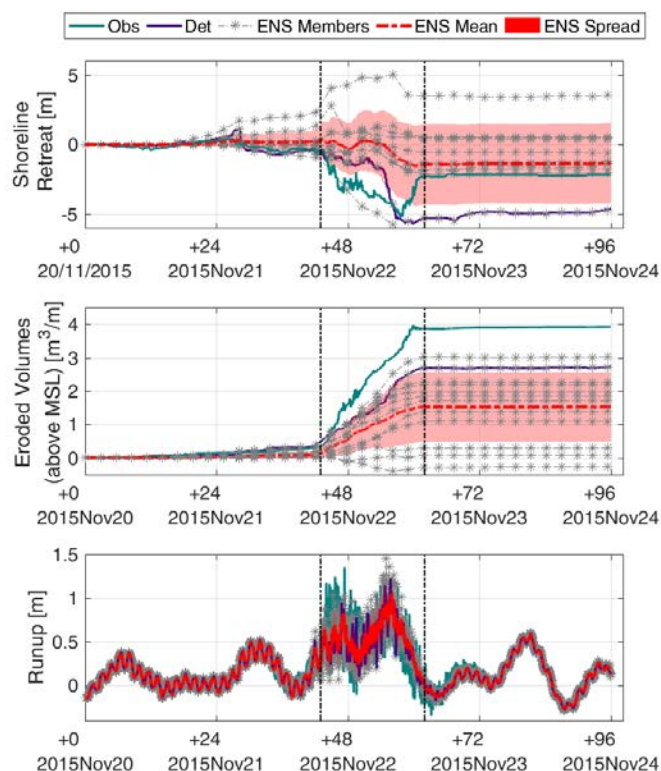 Obs Det ENS Members ENS Mean ENS Spread
Shoreline
Retreat [m]
5
0
-5
+0 +24 +48 +72 +96
20/11/2015 2015Nov21 2015Nov22 2015Nov23 2015Nov24
Eroded Volumes
(above MSL) [m³/m]
4
3
2
1
0
+0 +24 +48 +72 +96
2015Nov20 2015Nov21 2015Nov22 2015Nov23 2015Nov24
Runup [m]
1.5
1
0.5
0
+0 +24 +48 +72 +96
2015Nov20 2015Nov21 2015Nov22 2015Nov23 2015Nov24